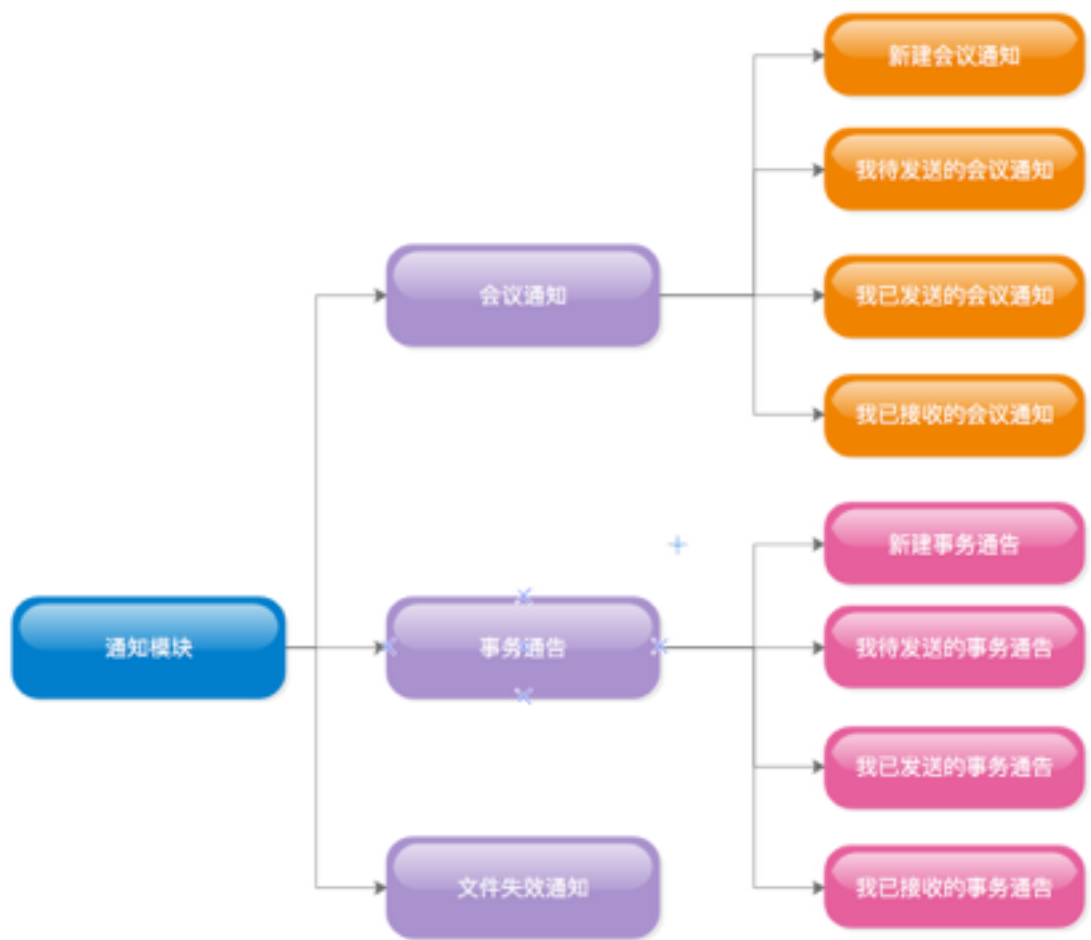 新建会议通知
我待发送的会议通知
会议通知
我已发送的会议通知
我已接收的会议通知
新建事务通告
通知模块
事务通告
我待发送的事务通告
我已发送的事务通告
文件失效通知
我已接收的事务通告